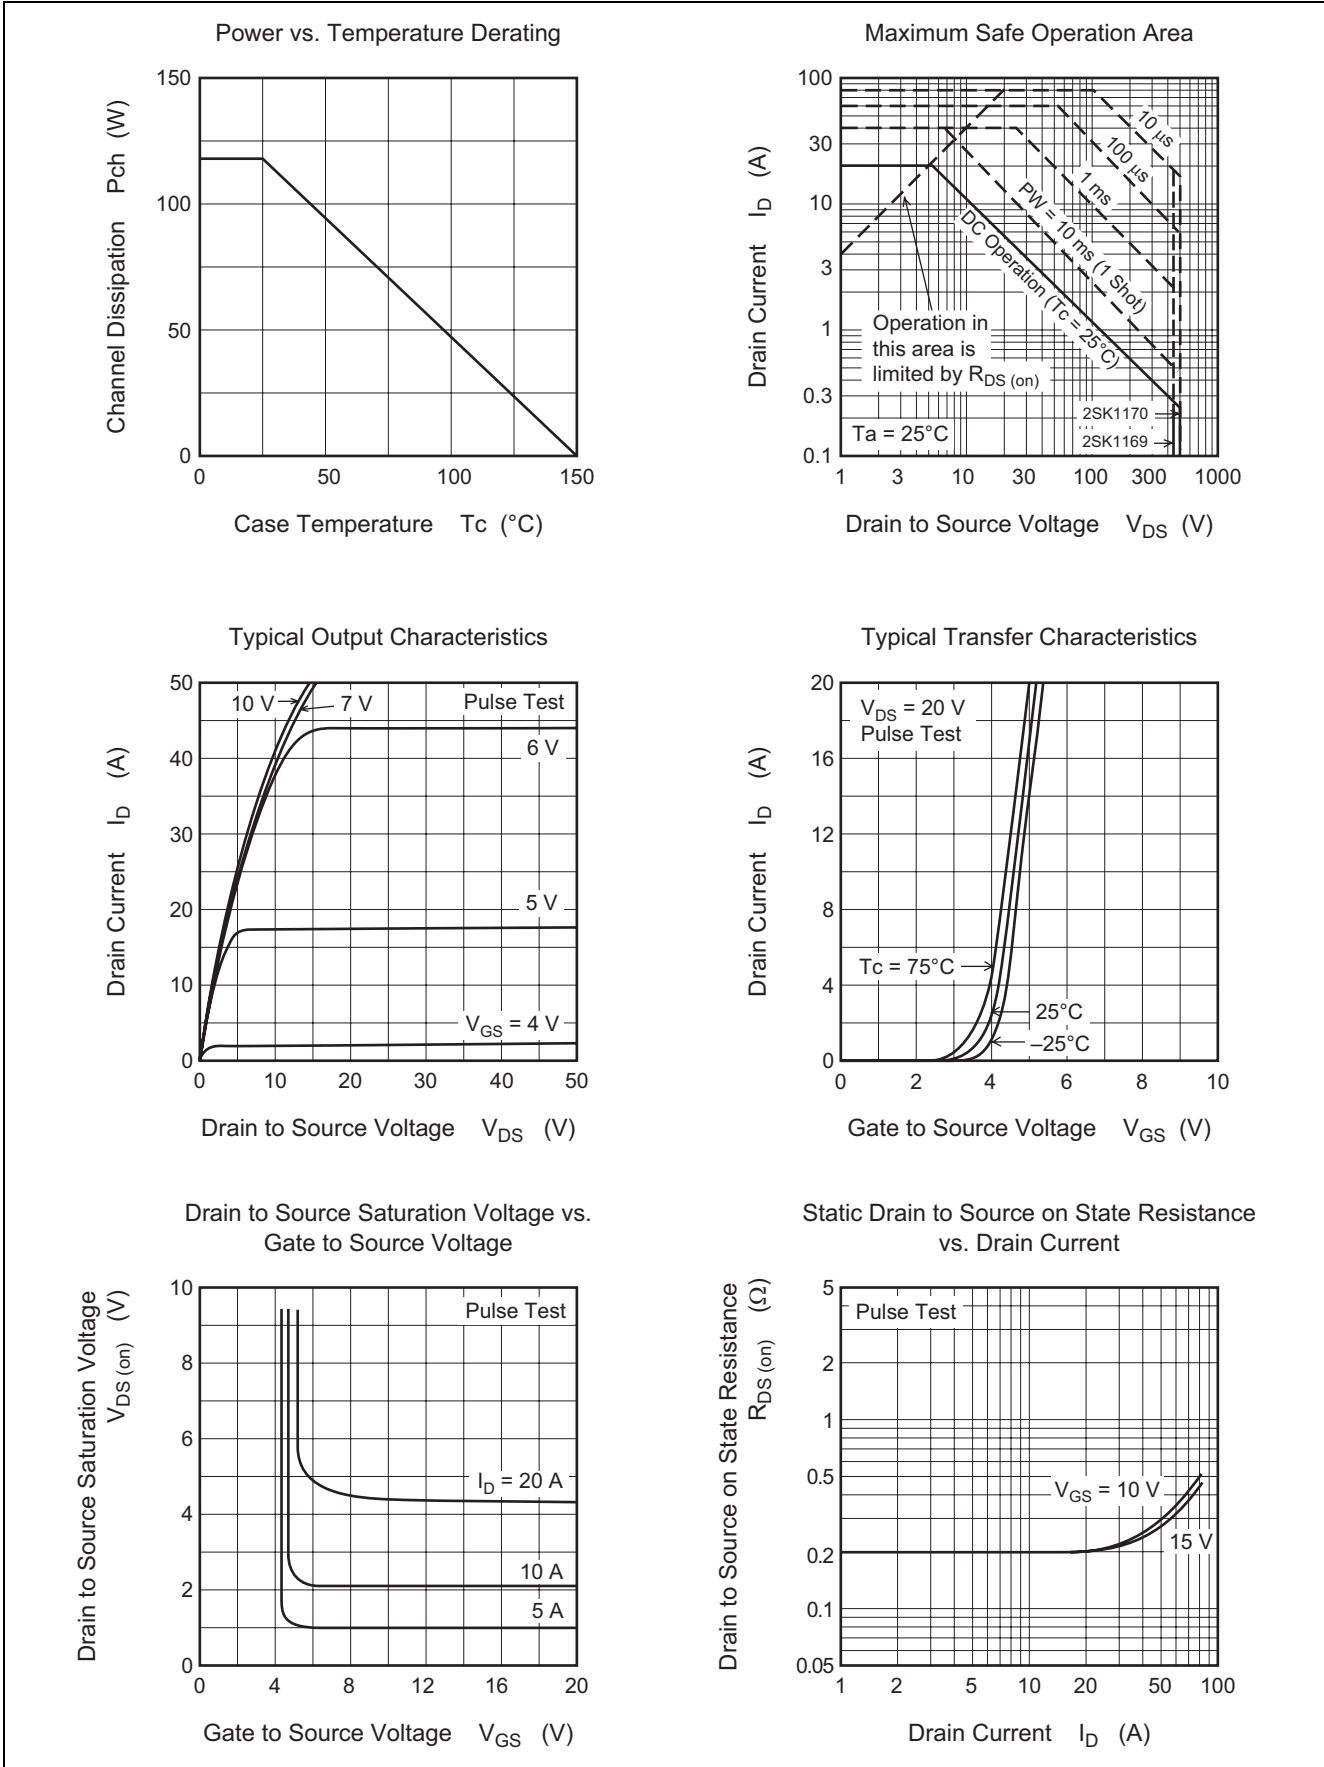 Power vs. Temperature Derating
Channel Dissipation Pch (W)
150
100
50
0
0 50 100 150
Case Temperature Tc (°C)
Maximum Safe Operation Area
Drain Current I_D (A)
100
30
10
3
1
0.3
0.1
10 μs
100 μs
1 ms
PW = 10 ms (1 Shot)
DC Operation (Tc = 25°C)
Operation in
this area is
limited by R_DS (on)
Ta = 25°C
2SK1170
2SK1169
1 3 10 30 100 300 1000
Drain to Source Voltage V_DS (V)
Typical Output Characteristics
Drain Current I_D (A)
50
40
30
20
10
0
10 V
7 V
Pulse Test
6 V
5 V
V_GS = 4 V
0 10 20 30 40 50
Drain to Source Voltage V_DS (V)
Typical Transfer Characteristics
Drain Current I_D (A)
20
16
12
8
4
0
V_DS = 20 V
Pulse Test
Tc = 75°C
25°C
–25°C
0 2 4 6 8 10
Gate to Source Voltage V_GS (V)
Drain to Source Saturation Voltage vs.
Gate to Source Voltage
Drain to Source Saturation Voltage
V_DS (on) (V)
10
8
6
4
2
0
Pulse Test
I_D = 20 A
10 A
5 A
0 4 8 12 16 20
Gate to Source Voltage V_GS (V)
Static Drain to Source on State Resistance
vs. Drain Current
Drain to Source on State Resistance
R_DS (on) (Ω)
5
2
1
0.5
0.2
0.1
0.05
Pulse Test
V_GS = 10 V
15 V
1 2 5 10 20 50 100
Drain Current I_D (A)